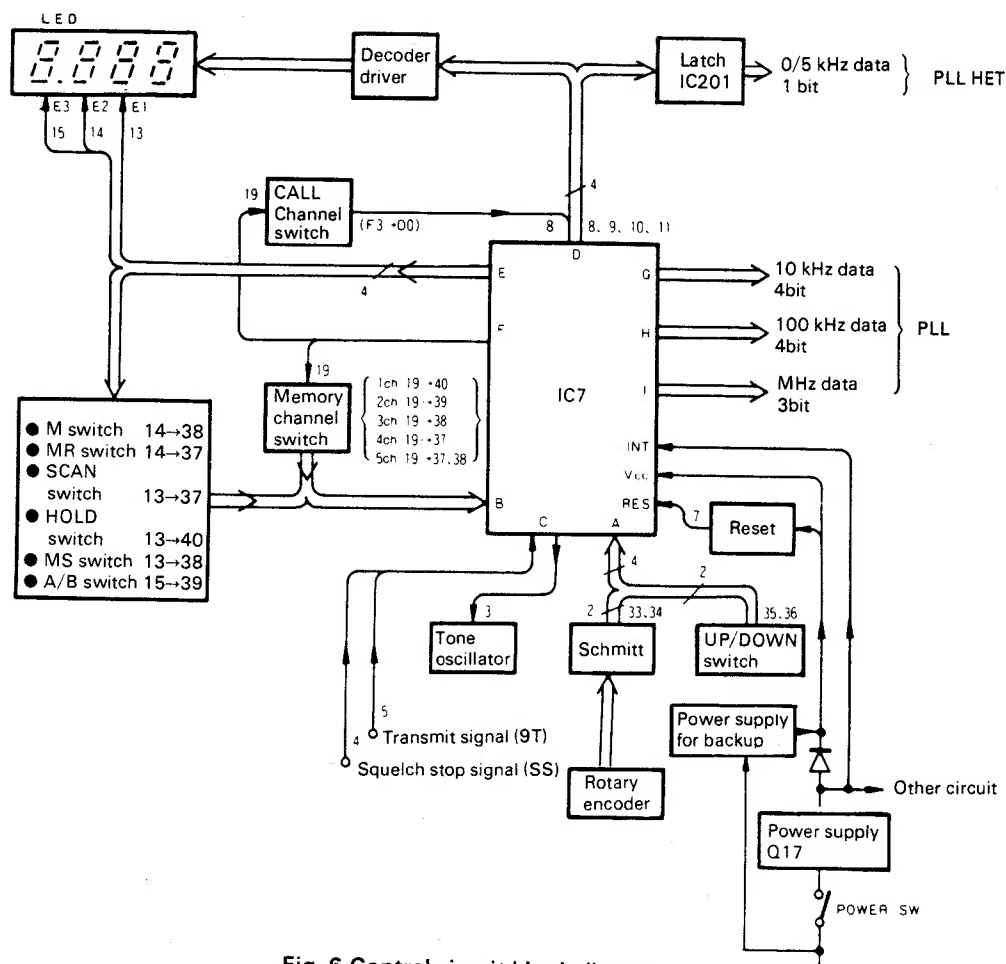 LED
8.888
E3 E2 E1
15 14 13
Decoder
driver
Latch
IC201
0/5 kHz data
1 bit
PLL HET
4
19
CALL
Channel
switch
(F3→D0)
8
8、9、10、11
D
E
4
F
G
H
I
IC7
INT
Vcc
RES
B
C
A
10 kHz data
4bit
100 kHz data
4bit
MHz data
3bit
PLL
19
Memory
channel
switch
1ch 19→40
2ch 19→39
3ch 19→38
4ch 19→37
5ch 19→37,38
● M switch 14→38
● MR switch 14→37
● SCAN
switch 13→37
● HOLD
switch 13→40
● MS switch 13→38
● A/B switch 15→39
7
Reset
4
2
3
2
33,34
35,36
Tone
oscillator
Schmitt
UP/DOWN
switch
5
4
Transmit signal (9T)
Squelch stop signal (SS)
Rotary
encoder
Power supply
for backup
Other circuit
Power supply
Q17
POWER SW